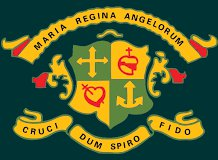 MARIA REGINA ANGELORUM
CRUCI DUM SPIRO FIDO